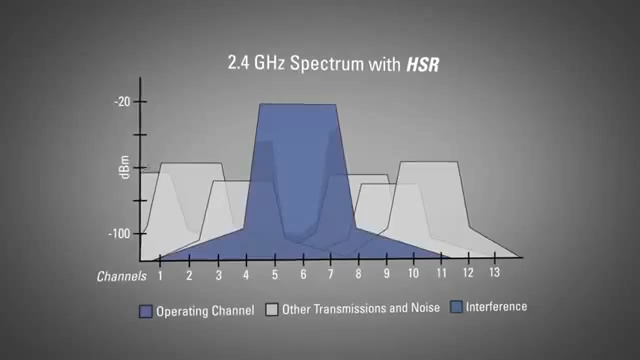 2.4 GHz Spectrum with HSR
-20
dBm
-100
Channels 1 2 3 4 5 6 7 8 9 10 11 12 13
Operating Channel Other Transmissions and Noise Interference